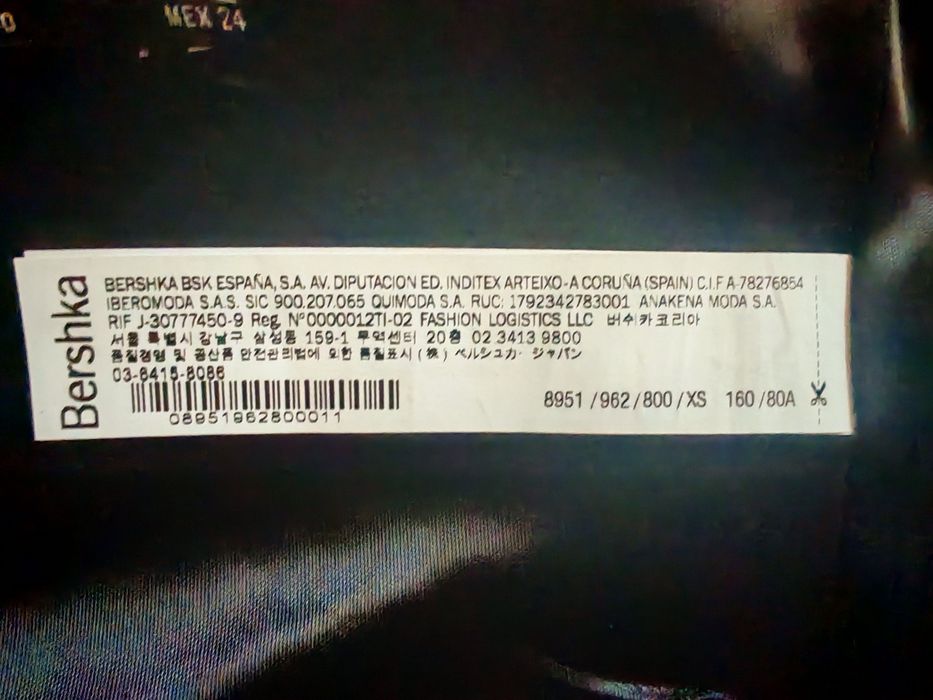 MEX 24
Bershka
BERSHKA BSK ESPAÑA, S.A. AV. DIPUTACION ED. INDITEX ARTEIXO-A CORUÑA (SPAIN) C.I.F A-78276854
IBEROMODA S.A.S. SIC 900.207.065 QUIMODA S.A. RUC: 1792342783001 ANAKENA MODA S.A.
RIF J-30777450-9 Reg. N°0000012TI-02 FASHION LOGISTICS LLC 버쉬카코리아
서울 특별시 강남구 삼성동 159-1 무역센터 20층 02 3413 9800
품질경영 및 공산품 안전관리법에 의한 품질표시 (株) ベルシュカ・ジャパン
03-6415-8086
08951962800011
8951 /962 /800 /XS 160 /80A